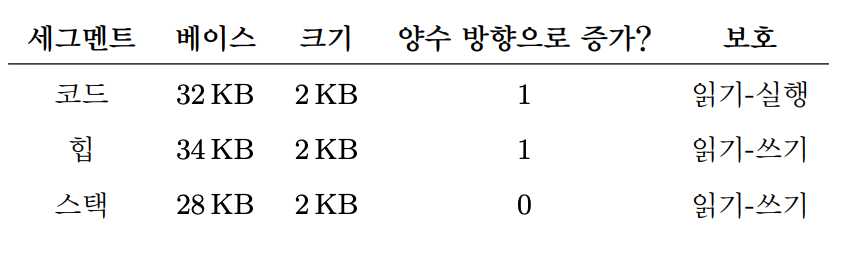 세그멘트 베이스 크기 양수 방향으로 증가? 보호
코드 32 KB 2 KB 1 읽기-실행
힙 34 KB 2 KB 1 읽기-쓰기
스택 28 KB 2 KB 0 읽기-쓰기